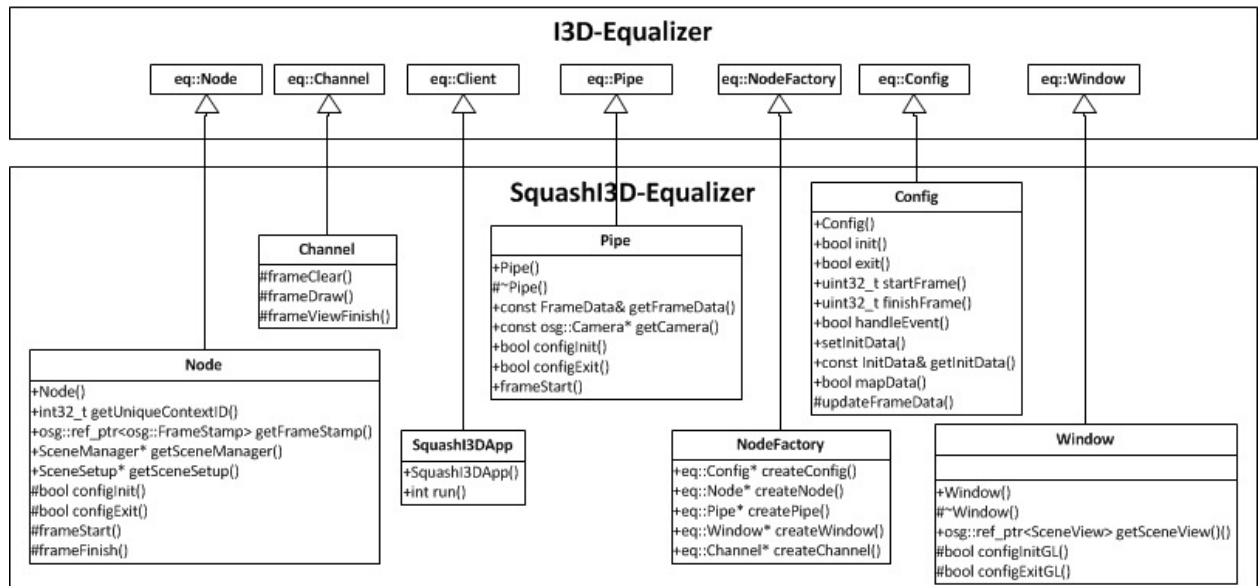 I3D-Equalizer
eq::Node
eq::Channel
eq::Client
eq::Pipe
eq::NodeFactory
eq::Config
eq::Window
SquashI3D-Equalizer
Node
+Node()
+int32_t getUniqueContextID()
+osg::ref_ptr<osg::FrameStamp> getFrameStamp()
+SceneManager* getSceneManager()
+SceneSetup* getSceneSetup()
#bool configInit()
#bool configExit()
#frameStart()
#frameFinish()
Channel
#frameClear()
#frameDraw()
#frameViewFinish()
SquashI3DApp
+SquashI3DApp()
+int run()
Pipe
+Pipe()
#~Pipe()
+const FrameData& getFrameData()
+const osg::Camera* getCamera()
+bool configInit()
+bool configExit()
+frameStart()
NodeFactory
+eq::Config* createConfig()
+eq::Node* createNode()
+eq::Pipe* createPipe()
+eq::Window* createWindow()
+eq::Channel* createChannel()
Config
+Config()
+bool init()
+bool exit()
+uint32_t startFrame()
+uint32_t finishFrame()
+bool handleEvent()
+setInitData()
+const InitData& getInitData()
+bool mapData()
#updateFrameData()
Window
+Window()
#~Window()
+osg::ref_ptr<SceneView> getSceneView()()
#bool configInitGL()
#bool configExitGL()